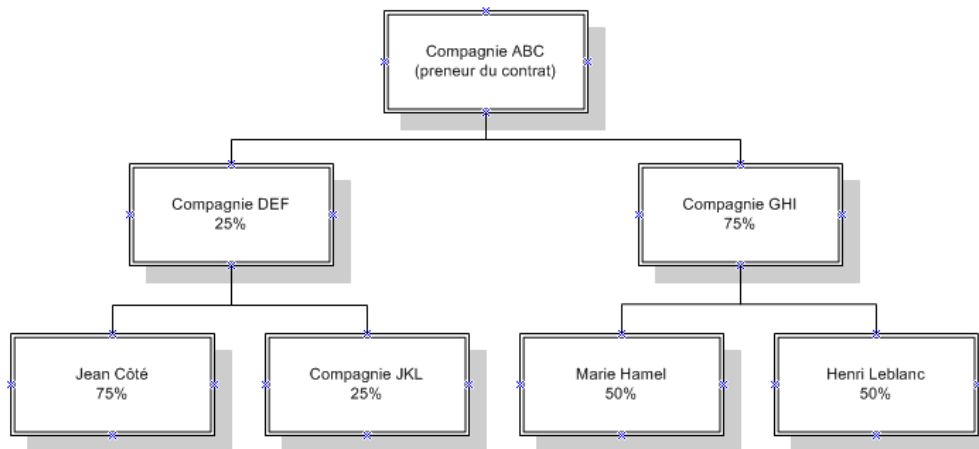 Compagnie ABC
(preneur du contrat)
Compagnie DEF
25%
Compagnie GHI
75%
Jean Côté
75%
Compagnie JKL
25%
Marie Hamel
50%
Henri Leblanc
50%